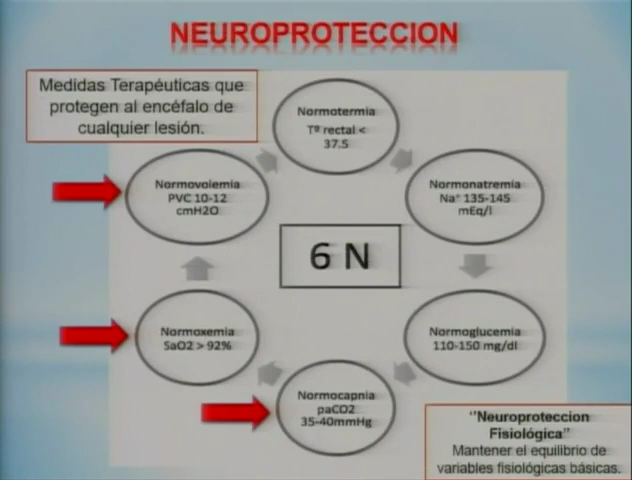 NEUROPROTECCION
Medidas Terapéuticas que
protegen al encéfalo de
cualquier lesión.
Normotermia
Tº rectal <
37.5
Normovolemia
PVC 10-12
cmH2O
Normonatremia
Na⁺ 135-145
mEq/l
6 N
Normoxemia
SaO2 > 92%
Normoglucemia
110-150 mg/dl
Normocapnia
paCO2
35-40mmHg
"Neuroproteccion
Fisiológica"
Mantener el equilibrio de
variables fisiológicas básicas.